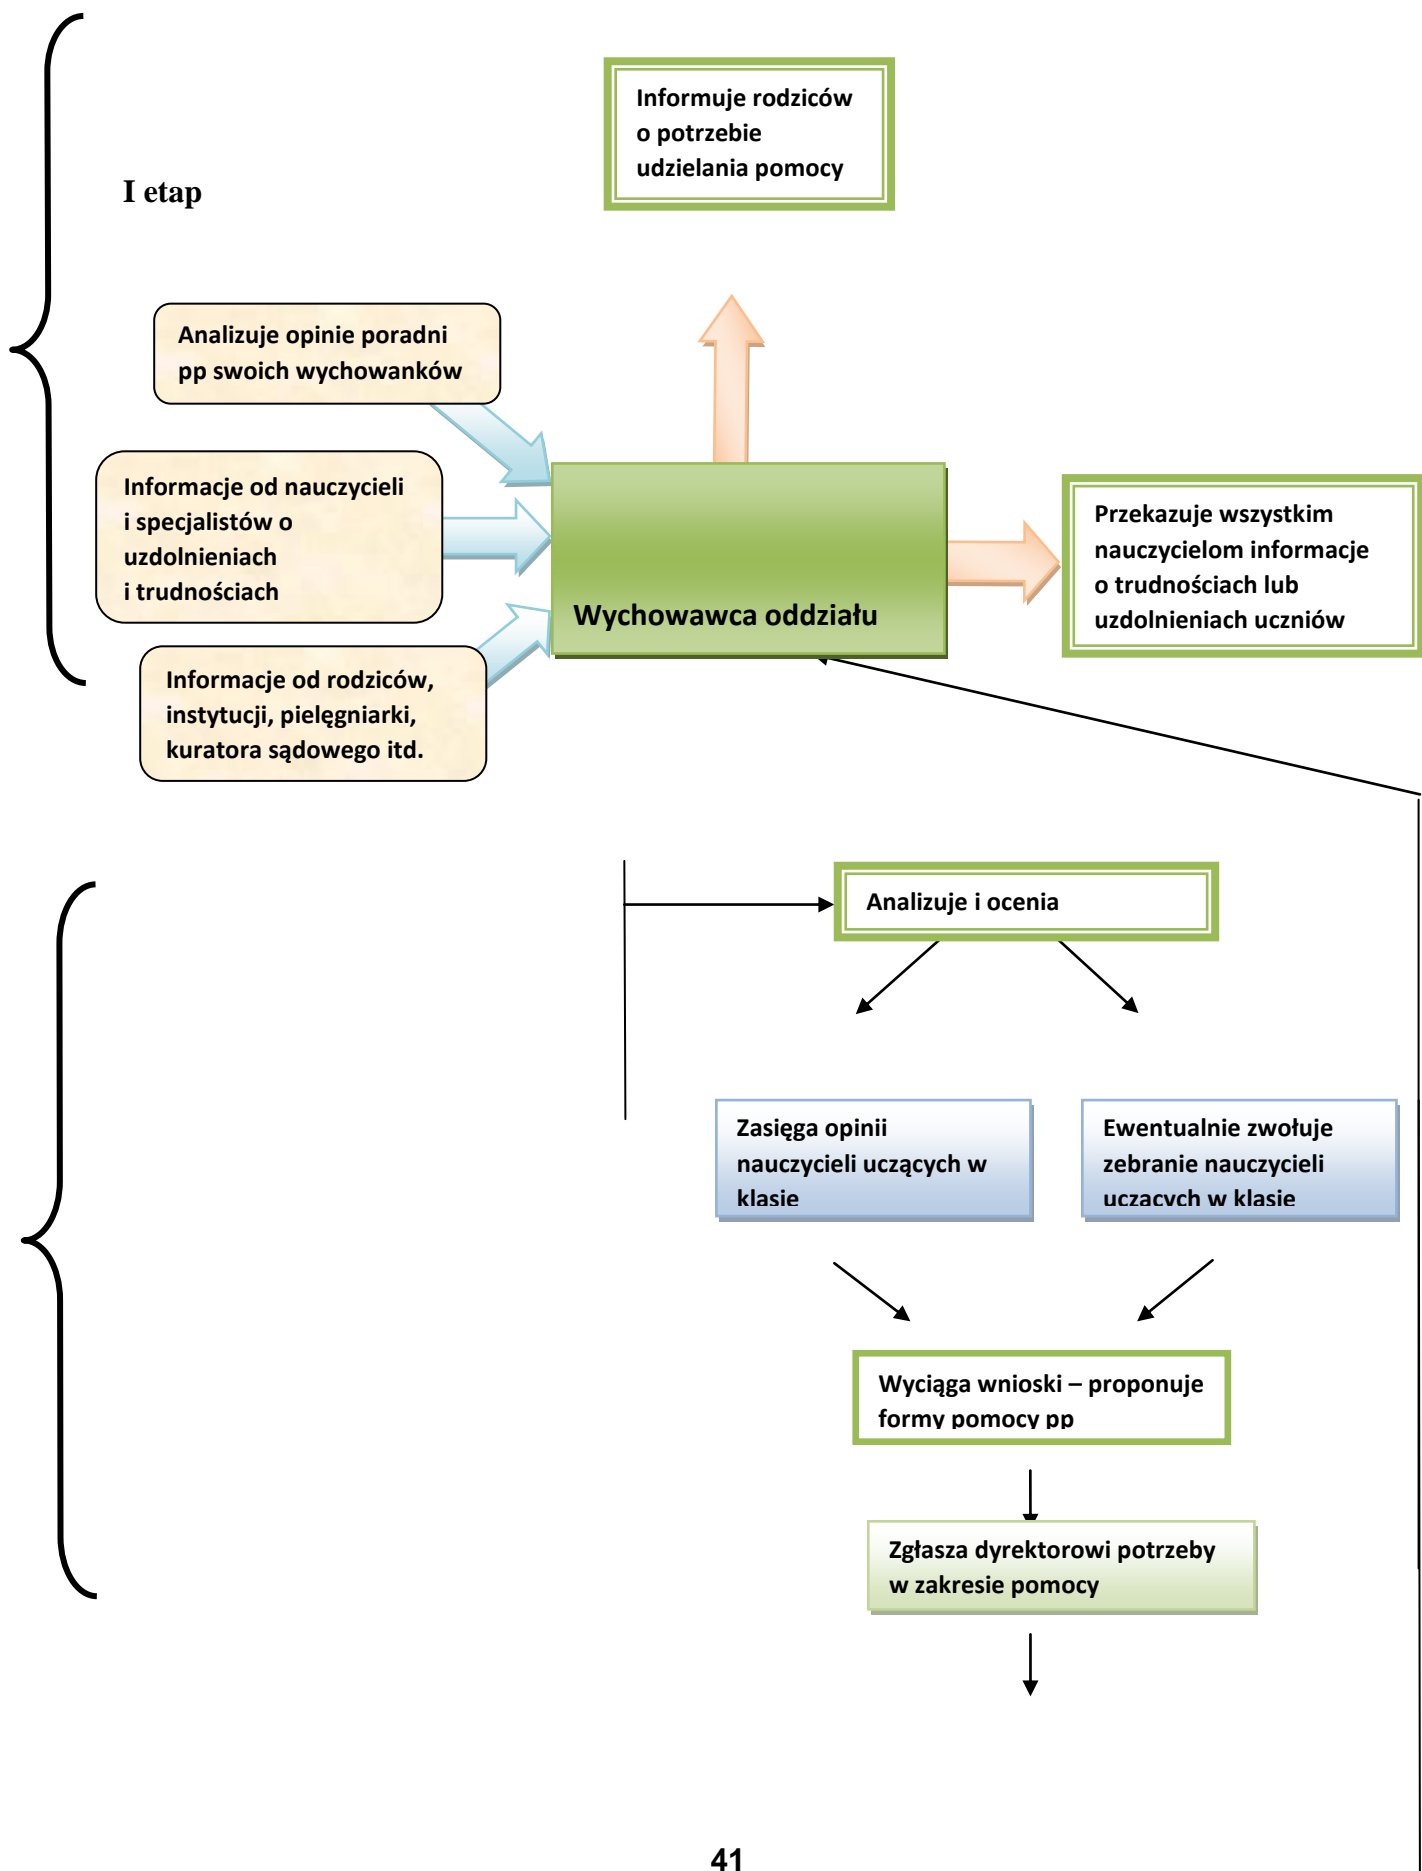 Informuje rodziców
o potrzebie
udzielania pomocy
I etap
Analizuje opinie poradni
pp swoich wychowanków
Informacje od nauczycieli
i specjalistów o
uzdolnieniach
i trudnościach
Przekazuje wszystkim
nauczycielom informacje
o trudnościach lub
uzdolnieniach uczniów
Wychowawca oddziału
Informacje od rodziców,
instytucji, pielęgniarki,
kuratora sądowego itd.
Analizuje i ocenia
Zasięga opinii
nauczycieli uczących w
klasie
Ewentualnie zwołuje
zebranie nauczycieli
uczących w klasie
Wyciąga wnioski – proponuje
formy pomocy pp
Zgłasza dyrektorowi potrzeby
w zakresie pomocy
41